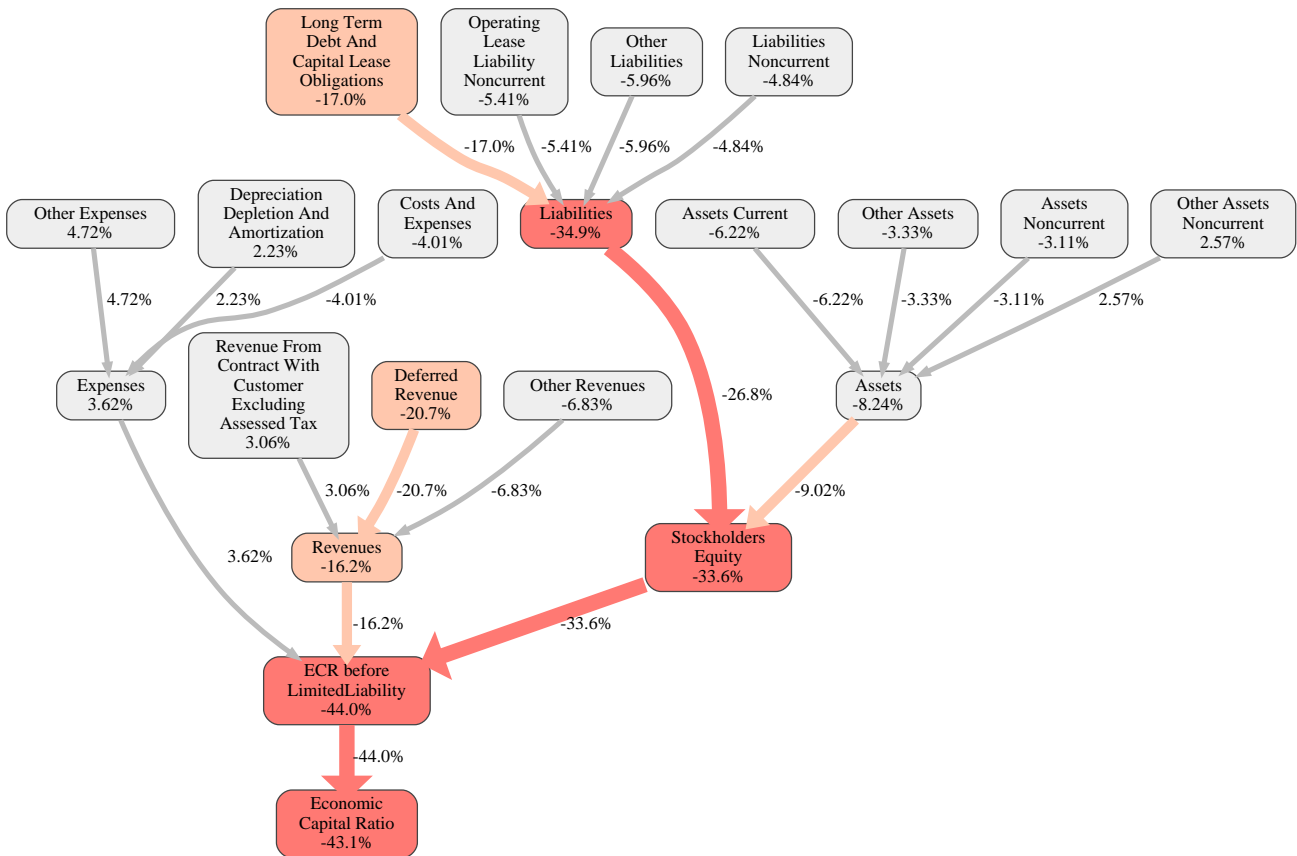 Long Term
Debt And
Capital Lease
Obligations
-17.0%
Operating
Lease
Liability
Noncurrent
-5.41%
Other
Liabilities
-5.96%
Liabilities
Noncurrent
-4.84%
-17.0%
-5.41%
-5.96%
-4.84%
Other Expenses
4.72%
Depreciation
Depletion And
Amortization
2.23%
Costs And
Expenses
-4.01%
Liabilities
-34.9%
Assets Current
-6.22%
Other Assets
-3.33%
Assets
Noncurrent
-3.11%
Other Assets
Noncurrent
2.57%
4.72%
2.23%
-4.01%
-6.22%
-3.33%
-3.11%
2.57%
Expenses
3.62%
Revenue From
Contract With
Customer
Excluding
Assessed Tax
3.06%
Deferred
Revenue
-20.7%
Other Revenues
-6.83%
-26.8%
Assets
-8.24%
3.06%
-20.7%
-6.83%
-9.02%
3.62%
Revenues
-16.2%
Stockholders
Equity
-33.6%
-16.2%
-33.6%
ECR before
LimitedLiability
-44.0%
-44.0%
Economic
Capital Ratio
-43.1%